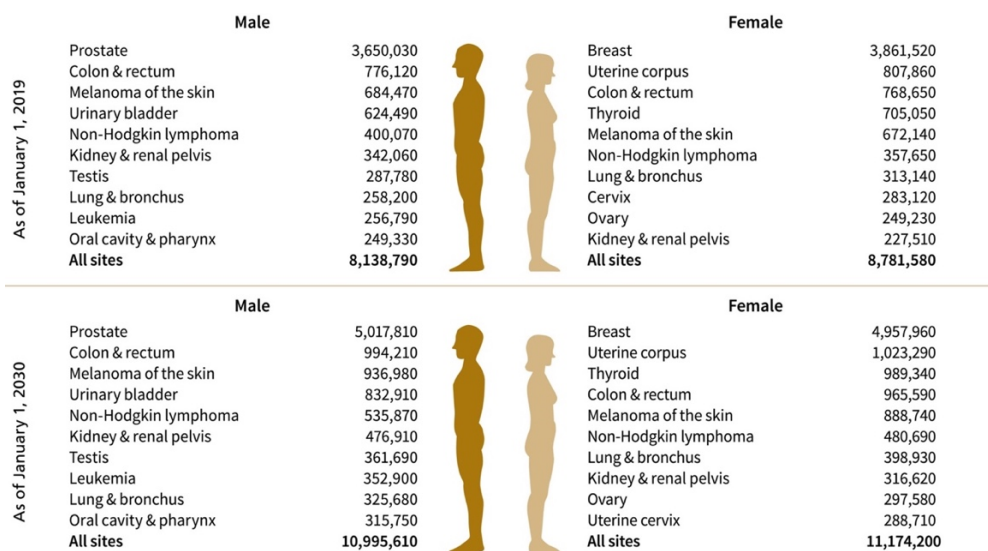 Male Female
Prostate 3,650,030 Breast 3,861,520
Colon & rectum 776,120 Uterine corpus 807,860
Melanoma of the skin 684,470 Colon & rectum 768,650
Urinary bladder 624,490 Thyroid 705,050
Non-Hodgkin lymphoma 400,070 Melanoma of the skin 672,140
Kidney & renal pelvis 342,060 Non-Hodgkin lymphoma 357,650
Testis 287,780 Lung & bronchus 313,140
Lung & bronchus 258,200 Cervix 283,120
Leukemia 256,790 Ovary 249,230
Oral cavity & pharynx 249,330 Kidney & renal pelvis 227,510
All sites 8,138,790 All sites 8,781,580
As of January 1, 2019
Male Female
Prostate 5,017,810 Breast 4,957,960
Colon & rectum 994,210 Uterine corpus 1,023,290
Melanoma of the skin 936,980 Thyroid 989,340
Urinary bladder 832,910 Colon & rectum 965,590
Non-Hodgkin lymphoma 535,870 Melanoma of the skin 888,740
Kidney & renal pelvis 476,910 Non-Hodgkin lymphoma 480,690
Testis 361,690 Lung & bronchus 398,930
Leukemia 352,900 Kidney & renal pelvis 316,620
Lung & bronchus 325,680 Ovary 297,580
Oral cavity & pharynx 315,750 Uterine cervix 288,710
All sites 10,995,610 All sites 11,174,200
As of January 1, 2030